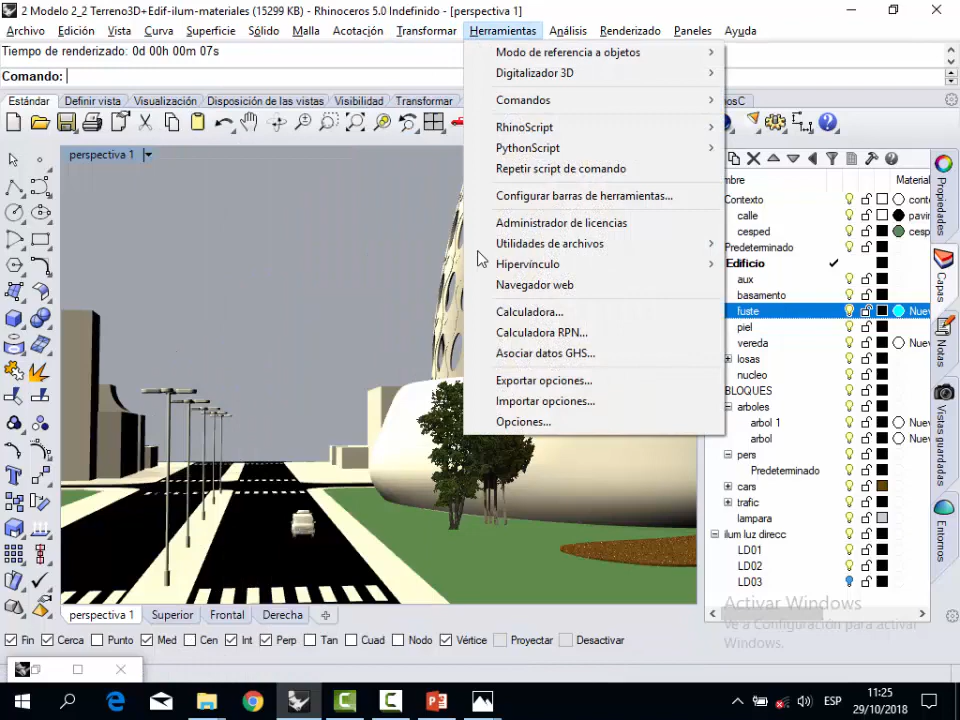 2 Modelo 2_2 Terreno3D+Edif-ilum-materiales (15299 KB) - Rhinoceros 5.0 Indefinido - [perspectiva 1]
Archivo Edición Vista Curva Superficie Sólido Malla Acotación Transformar Herramientas Análisis Renderizado Paneles Ayuda
Tiempo de renderizado: 0d 00h 00m 07s
Comando:
Estándar Definir vista Visualización Disposición de las vistas Visibilidad Transformar
perspectiva 1
Modo de referencia a objetos
Digitalizador 3D
Comandos
RhinoScript
PythonScript
Repetir script de comando
Configurar barras de herramientas...
Administrador de licencias
Utilidades de archivos
Hipervínculo
Navegador web
Calculadora...
Calculadora RPN...
Asociar datos GHS...
Exportar opciones...
Importar opciones...
Opciones...
mbre Material
Contexto cont
calle pavir
cesped cesp
Predeterminado
Edificio
aux
basamento
fuste Nuev
piel
vereda Nuev
losas
nucleo
BLOQUES
arboles
arbol 1 Nuev
arbol Nuev
pers
Predeterminado
cars
trafic
lampara
ilum luz direcc
LD01
LD02
LD03
Propiedades
Capas
Notas
Vistas guardadas
Entornos
Activar Windows
Ve a Configuración para activar
Windows.
perspectiva 1 Superior Frontal Derecha
Fin Cerca Punto Med Cen Int Perp Tan Cuad Nodo Vértice Proyectar Desactivar
ESP
11:25
29/10/2018